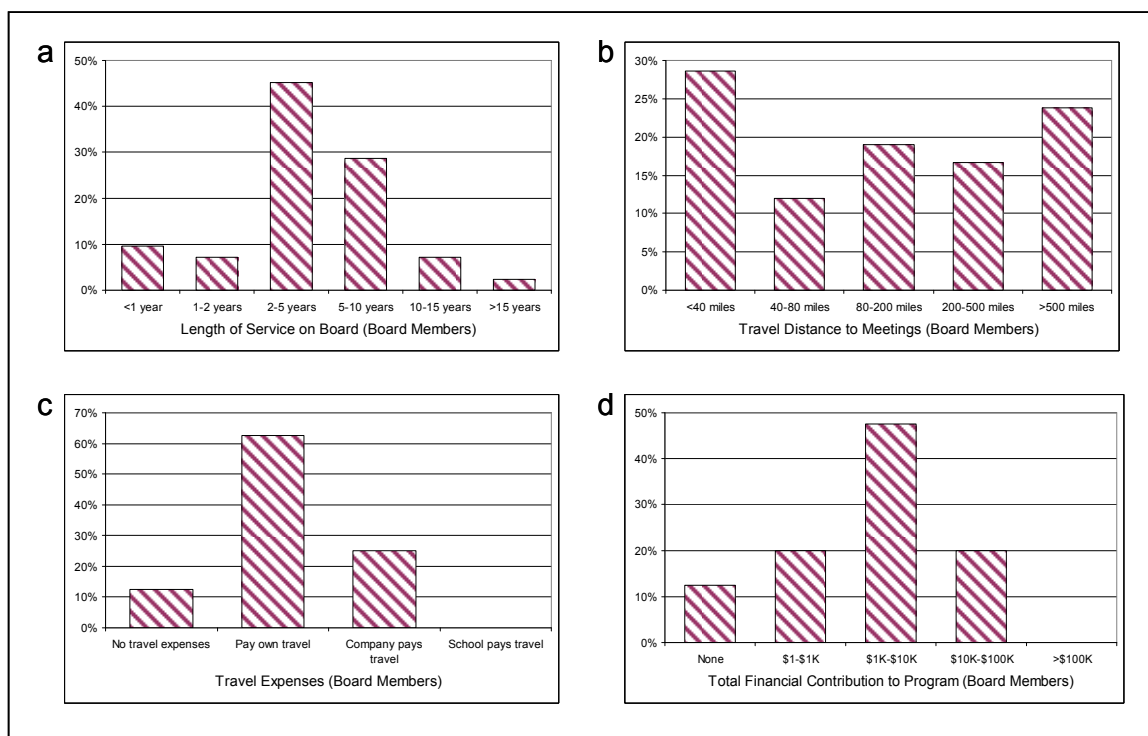 a
50%
40%
30%
20%
10%
0%
<1 year 1-2 years 2-5 years 5-10 years 10-15 years >15 years
Length of Service on Board (Board Members)
b
30%
25%
20%
15%
10%
5%
0%
<40 miles 40-80 miles 80-200 miles 200-500 miles >500 miles
Travel Distance to Meetings (Board Members)
c
70%
60%
50%
40%
30%
20%
10%
0%
No travel expenses Pay own travel Company pays School pays travel
travel
Travel Expenses (Board Members)
d
50%
40%
30%
20%
10%
0%
None $1-$1K $1K-$10K $10K-$100K >$100K
Total Financial Contribution to Program (Board Members)